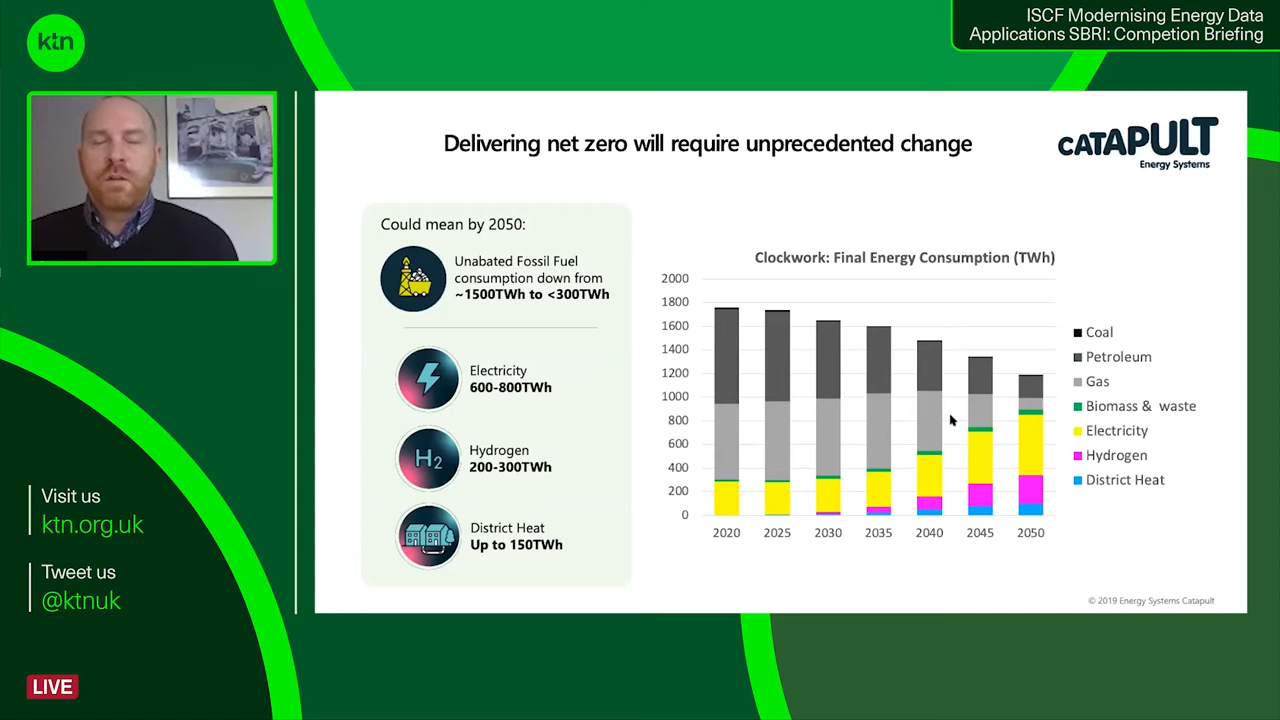 ktn
ISCF Modernising Energy Data
Applications SBRI: Competion Briefing
Delivering net zero will require unprecedented change
CATAPULT
Energy Systems
Could mean by 2050:
Unabated Fossil Fuel
consumption down from
~1500TWh to <300TWh
Electricity
600-800TWh
H2
Hydrogen
200-300TWh
District Heat
Up to 150TWh
Clockwork: Final Energy Consumption (TWh)
2000
1800
1600
1400
1200
1000
800
600
400
200
0
2020 2025 2030 2035 2040 2045 2050
Coal
Petroleum
Gas
Biomass & waste
Electricity
Hydrogen
District Heat
© 2019 Energy Systems Catapult
Visit us
ktn.org.uk
Tweet us
@ktnuk
LIVE